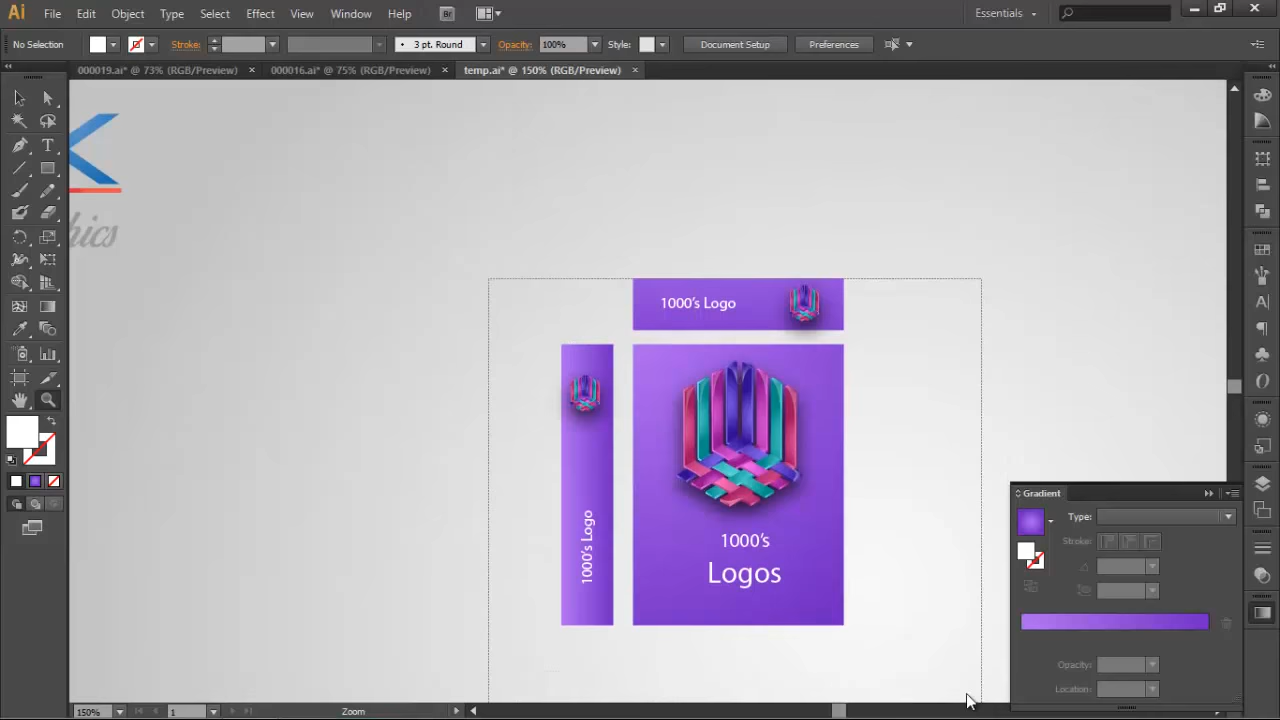 Ai File Edit Object Type Select Effect View Window Help Br Essentials
No Selection Stroke: 3 pt. Round Opacity: 100% Style: Document Setup Preferences
000019.ai* @ 73% (RGB/Preview) × 000016.ai* @ 75% (RGB/Preview) × temp.ai* @ 150% (RGB/Preview) ×
hics
1000's Logo
1000's Logo
1000's
Logos
Gradient
Type:
Stroke:
Opacity:
Location:
150% 1 Zoom